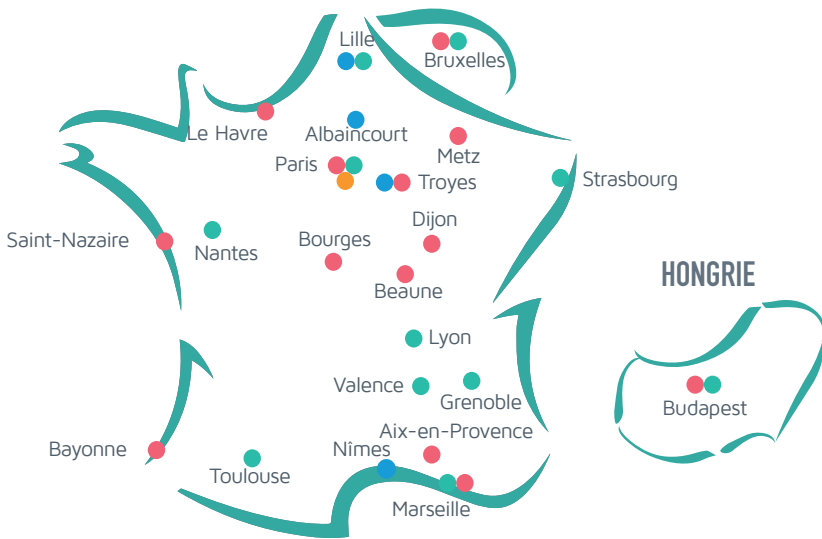 Lille
Bruxelles
Le Havre
Albaincourt
Metz
Paris
Troyes
Strasbourg
Saint-Nazaire
Nantes
Dijon
Bourges
Beaune
HONGRIE
Lyon
Valence
Grenoble
Budapest
Aix-en-Provence
Bayonne
Nîmes
Toulouse
Marseille